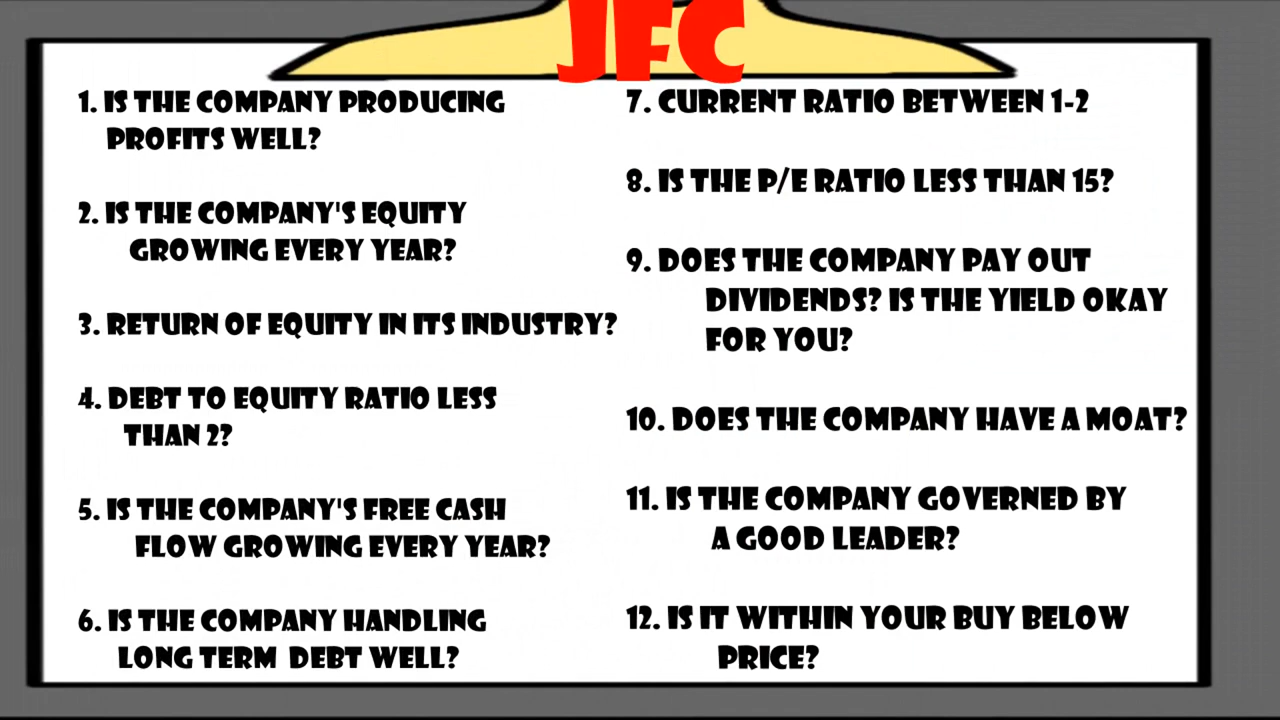 JFC
1. IS THE COMPANY PRODUCING
PROFITS WELL?
2. IS THE COMPANY'S EQUITY
GROWING EVERY YEAR?
3. RETURN OF EQUITY IN ITS INDUSTRY?
4. DEBT TO EQUITY RATIO LESS
THAN 2?
5. IS THE COMPANY'S FREE CASH
FLOW GROWING EVERY YEAR?
6. IS THE COMPANY HANDLING
LONG TERM DEBT WELL?
7. CURRENT RATIO BETWEEN 1-2
8. IS THE P/E RATIO LESS THAN 15?
9. DOES THE COMPANY PAY OUT
DIVIDENDS? IS THE YIELD OKAY
FOR YOU?
10. DOES THE COMPANY HAVE A MOAT?
11. IS THE COMPANY GOVERNED BY
A GOOD LEADER?
12. IS IT WITHIN YOUR BUY BELOW
PRICE?